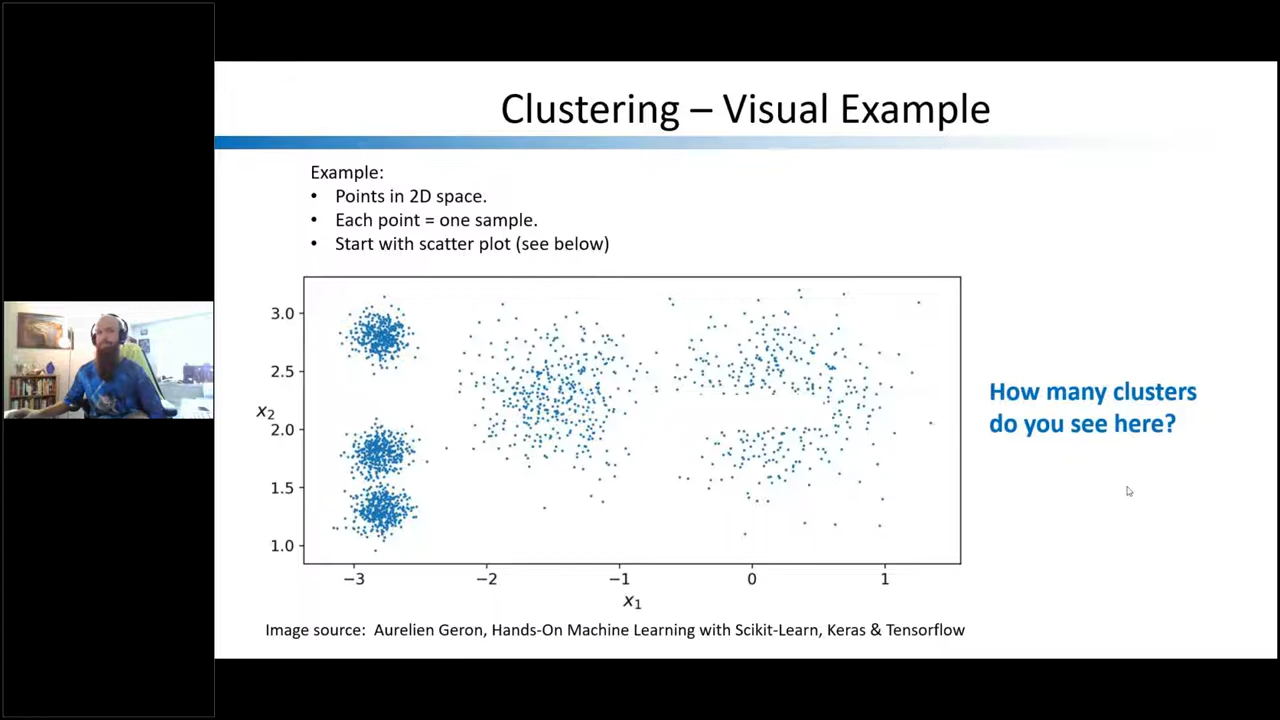 Clustering – Visual Example
Example:
• Points in 2D space.
• Each point = one sample.
• Start with scatter plot (see below)
3.0
2.5
2.0
1.5
1.0
x₂
−3
−2
−1
0
1
x₁
How many clusters
do you see here?
Image source: Aurelien Geron, Hands-On Machine Learning with Scikit-Learn, Keras & Tensorflow